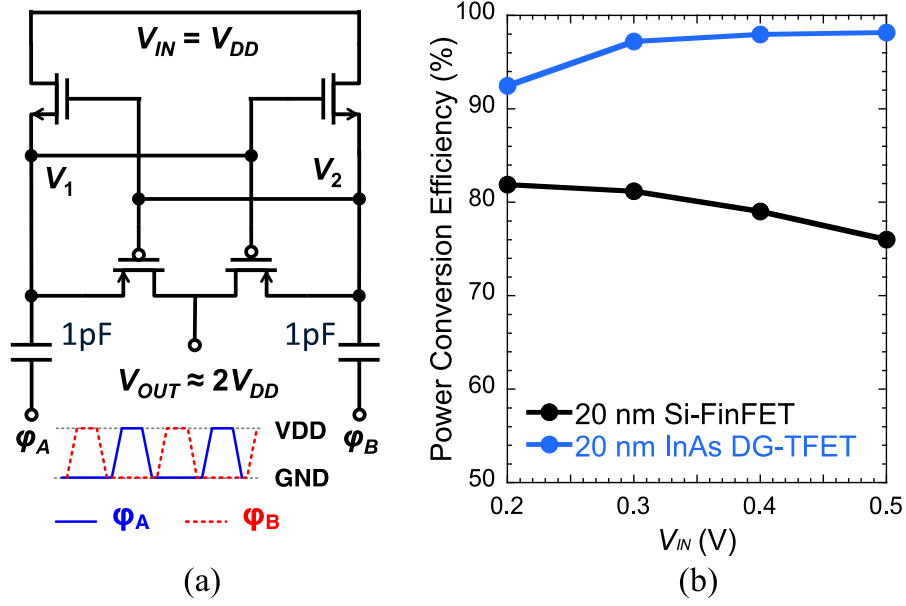 V_IN = V_DD
V_1
V_2
1pF
1pF
V_OUT ≈ 2V_DD
φ_A
φ_B
VDD
GND
φ_A
φ_B
(a)
Power Conversion Efficiency (%)
100
90
80
70
60
50
20 nm Si-FinFET
20 nm InAs DG-TFET
0.2
0.3
0.4
0.5
V_IN (V)
(b)